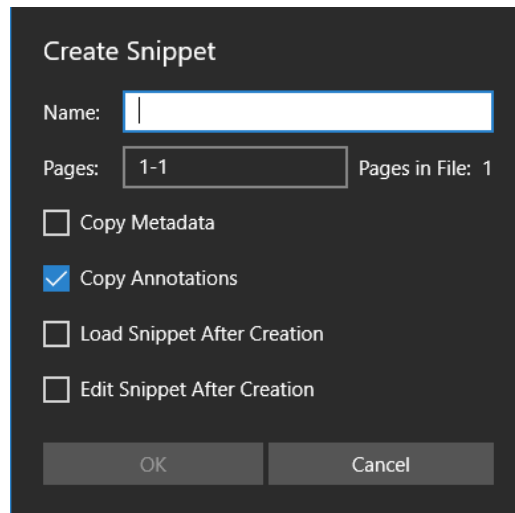 Create Snippet
Name:
Pages: 1-1 Pages in File: 1
Copy Metadata
Copy Annotations
Load Snippet After Creation
Edit Snippet After Creation
OK Cancel